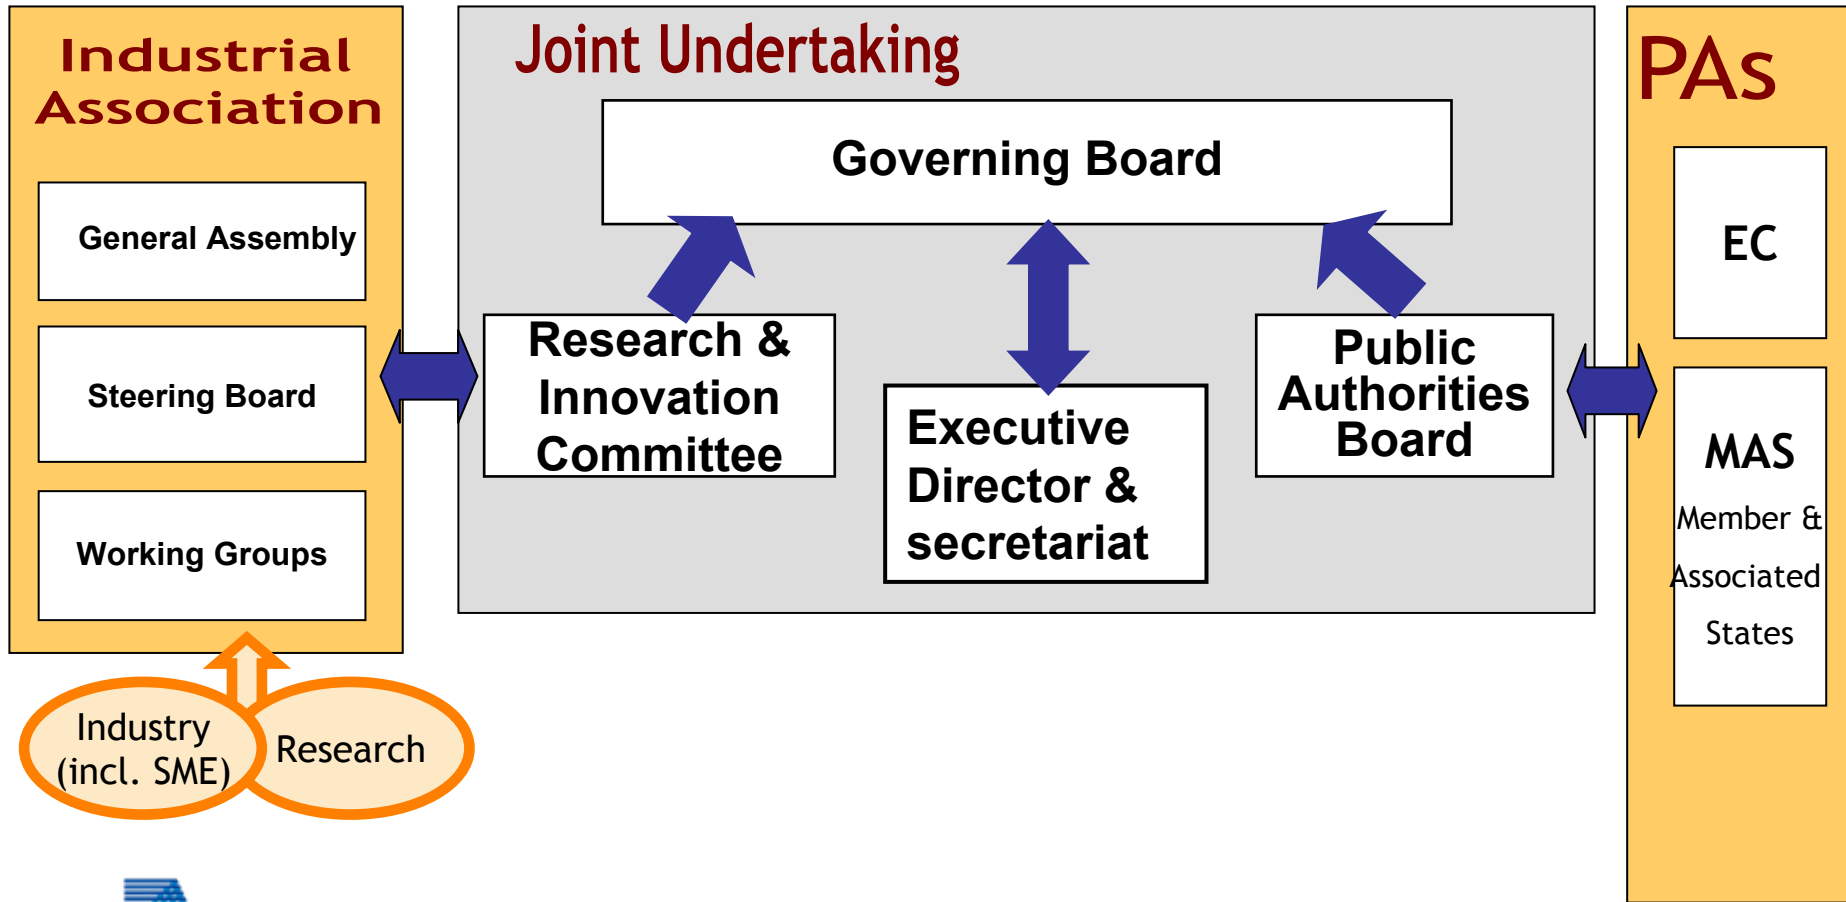 Industrial
Association
General Assembly
Steering Board
Working Groups
Industry
(incl. SME)
Research
Joint Undertaking
Governing Board
Research &
Innovation
Committee
Executive
Director &
secretariat
Public
Authorities
Board
PAs
EC
MAS
Member &
Associated
States